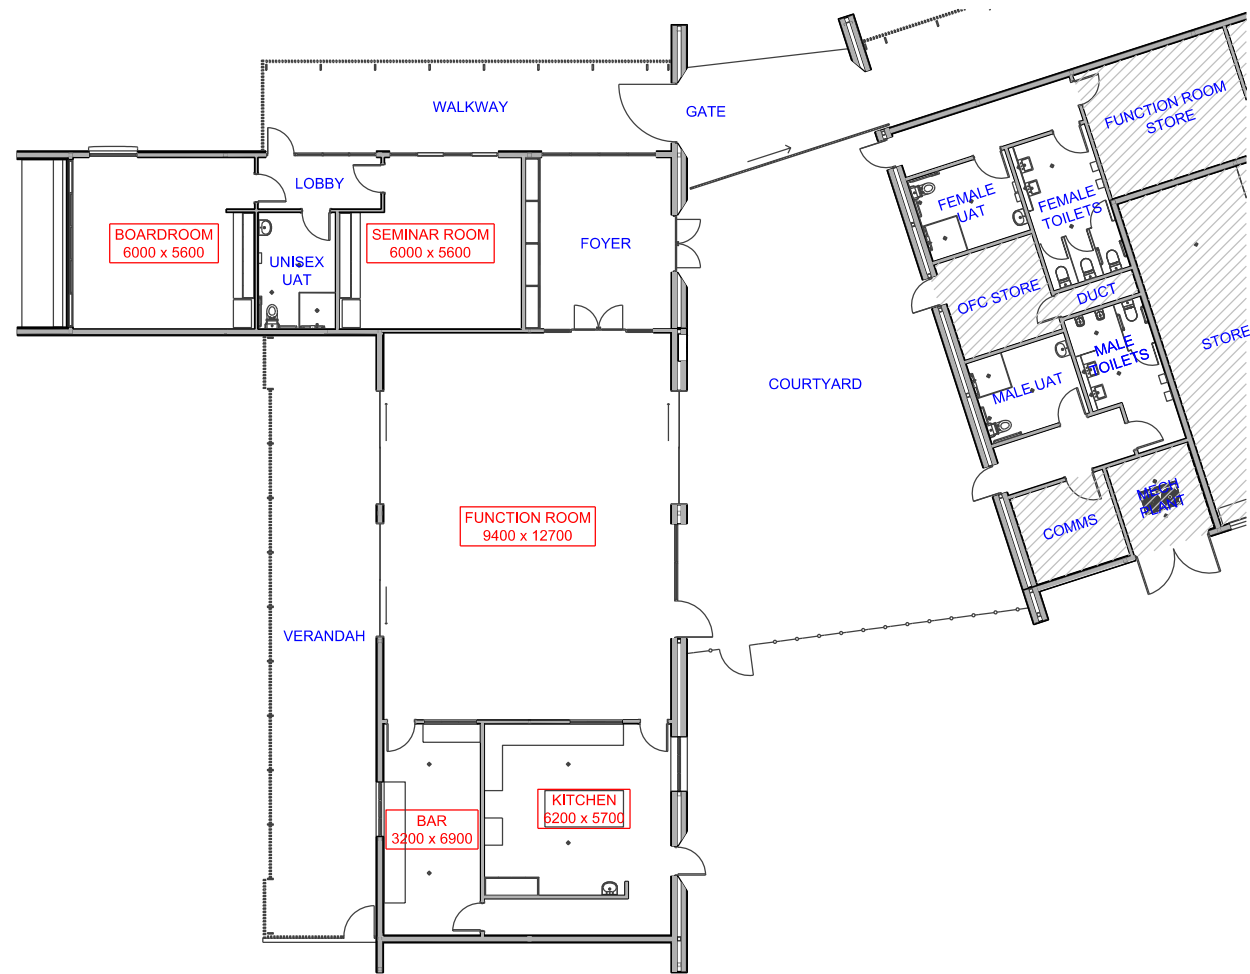 WALKWAY
GATE
FUNCTION ROOM
STORE
LOBBY
BOARDROOM
6000 x 5600
SEMINAR ROOM
6000 x 5600
FOYER
UNISEX
UAT
FEMALE
UAT
FEMALE
TOILETS
OFC STORE
DUCT
STORE
MALE
TOILETS
MALE UAT
COURTYARD
MECH
PLANT
COMMS
FUNCTION ROOM
9400 x 12700
VERANDAH
BAR
3200 x 6900
KITCHEN
6200 x 5700